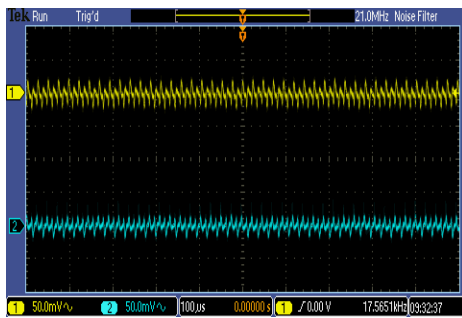 Tek Run Trig'd 21.0MHz Noise Filter
1
2
1 50.0mV 2 50.0mV 100µs 0.00000 s 1 0.00 V 17.5651kHz 09:32:37